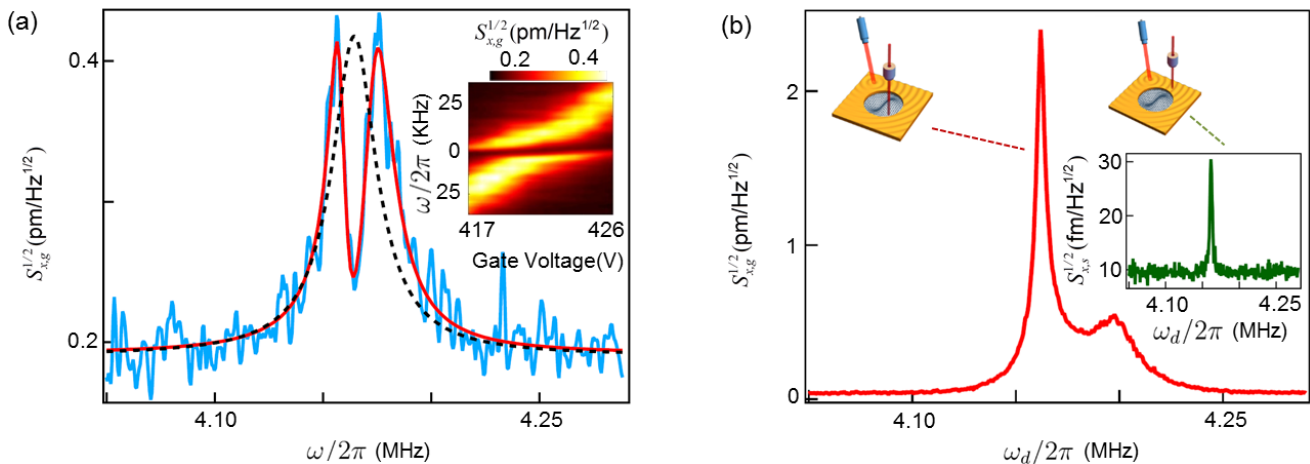 (a)
S_{x,g}^{1/2}(pm/Hz^{1/2})
0.4
0.3
0.2
4.10
4.25
ω/2π (MHz)
S_{x,g}^{1/2}(pm/Hz^{1/2})
0.2
0.4
ω/2π (KHz)
25
0
25
417
426
Gate Voltage(V)
(b)
S_{x,g}^{1/2}(pm/Hz^{1/2})
2
1
0
4.10
4.25
ω_d/2π (MHz)
S_{x,s}^{1/2}(fm/Hz^{1/2})
30
20
10
4.10
4.25
ω_d/2π (MHz)